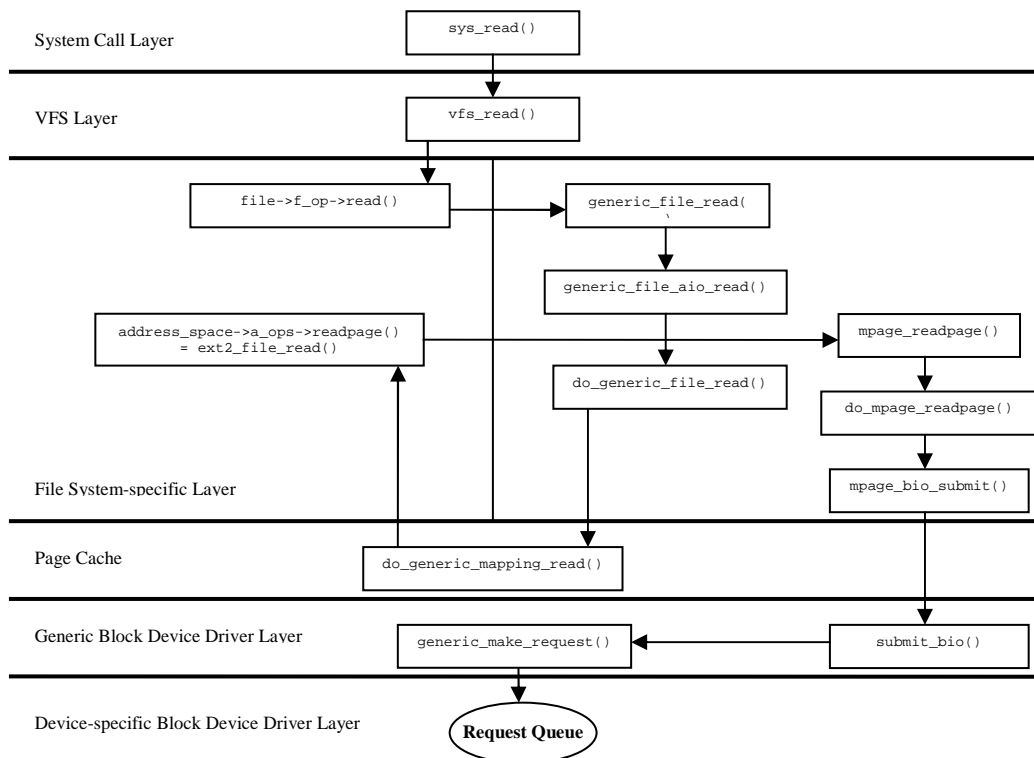 System Call Layer
sys_read()
VFS Layer
vfs_read()
file->f_op->read()
generic_file_read(
generic_file_aio_read()
address_space->a_ops->readpage()
= ext2_file_read()
mpage_readpage()
do_generic_file_read()
do_mpage_readpage()
File System-specific Layer
mpage_bio_submit()
Page Cache
do_generic_mapping_read()
Generic Block Device Driver Layer
generic_make_request()
submit_bio()
Device-specific Block Device Driver Layer
Request Queue